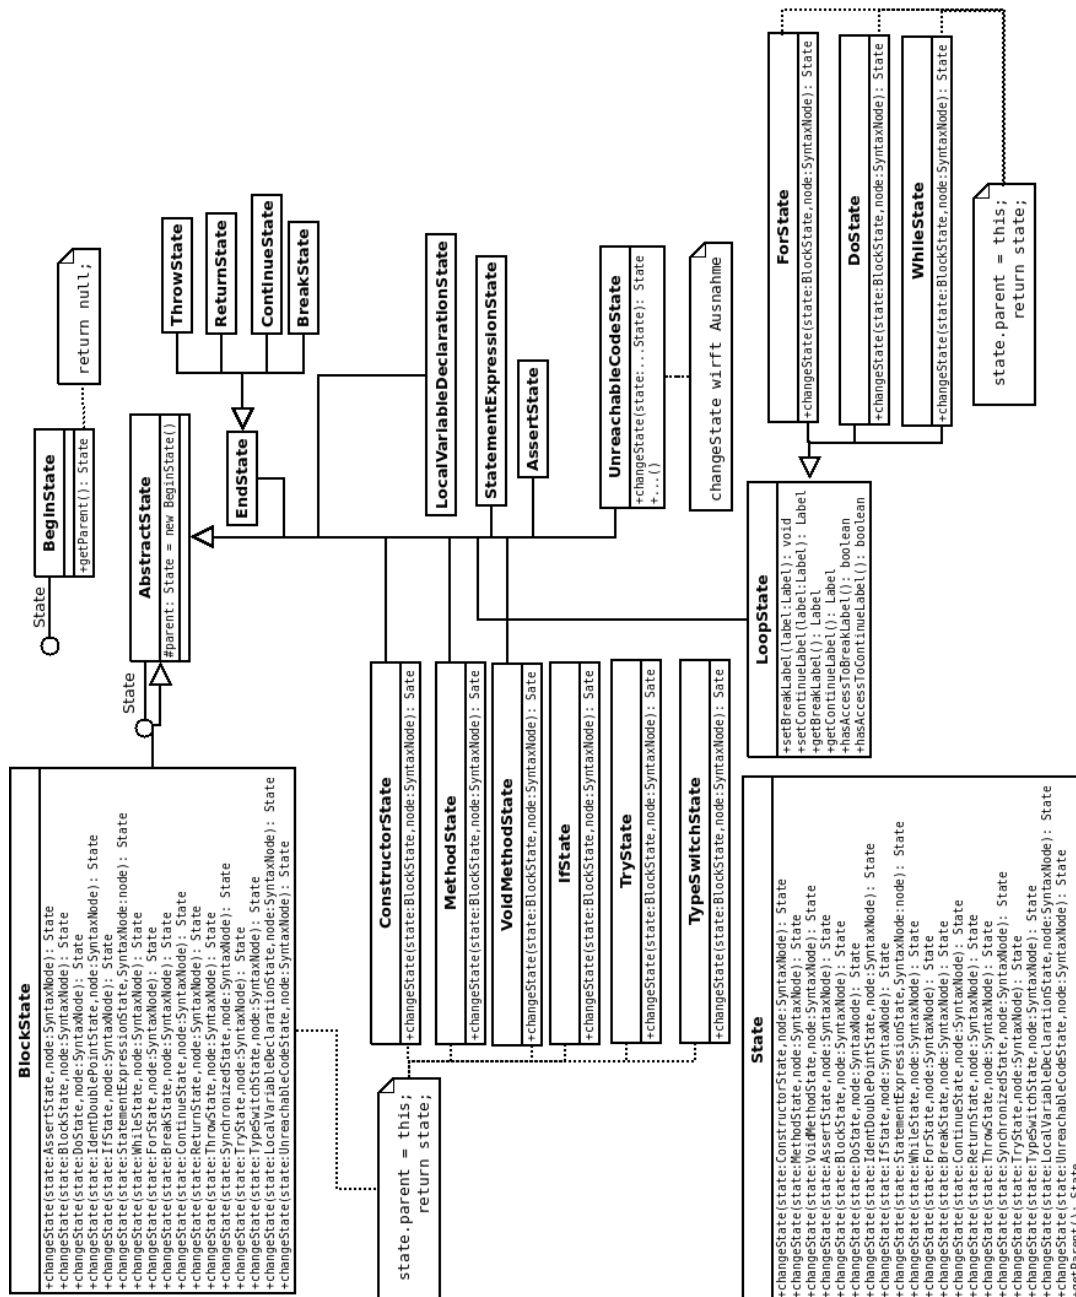 BlockState
+changeState(state:AssertState,node:SyntaxNode): State
+changeState(state:BlockState,node:SyntaxNode): State
+changeState(state:DoState,node:SyntaxNode): State
+changeState(state:IdentDoublePointState,node:SyntaxNode): State
+changeState(state:IfState,node:SyntaxNode): State
+changeState(state:StatementExpressionState,SyntaxNode:node): State
+changeState(state:WhileState,node:SyntaxNode): State
+changeState(state:ForState,node:SyntaxNode): State
+changeState(state:BreakState,node:SyntaxNode): State
+changeState(state:ContinueState,node:SyntaxNode): State
+changeState(state:ReturnState,node:SyntaxNode): State
+changeState(state:ThrowState,node:SyntaxNode): State
+changeState(state:SynchronizedState,node:SyntaxNode): State
+changeState(state:TryState,node:SyntaxNode): State
+changeState(state:TypeSwitchState,node:SyntaxNode): State
+changeState(state:LocalVariableDeclarationState,node:SyntaxNode): State
+changeState(state:UnreachableCodeState,node:SyntaxNode): State
State
BeginState
+getParent(): State
return null;
State
AbstractState
#parent: State = new BeginState()
ThrowState
ReturnState
ContinueState
BreakState
EndState
LocalVariableDeclarationState
StatementExpressionState
AssertState
UnreachableCodeState
+changeState(state:...State): State
+...()
changeState wirft Ausnahme
state.parent = this;
return state;
ConstructorState
+changeState(state:BlockState,node:SyntaxNode): Sate
MethodState
+changeState(state:BlockState,node:SyntaxNode): Sate
VoidMethodState
+changeState(state:BlockState,node:SyntaxNode): Sate
IfState
+changeState(state:BlockState,node:SyntaxNode): Sate
TryState
+changeState(state:BlockState,node:SyntaxNode): Sate
TypeSwitchState
+changeState(state:BlockState,node:SyntaxNode): Sate
LoopState
+setBreakLabel(label:Label): void
+setContinueLabel(label:Label): Label
+getBreakLabel(): Label
+getContinueLabel(): Label
+hasAccessToBreakLabel(): boolean
+hasAccessToContinueLabel(): boolean
ForState
+changeState(state:BlockState,node:SyntaxNode): State
DoState
+changeState(state:BlockState,node:SyntaxNode): State
WhileState
+changeState(state:BlockState,node:SyntaxNode): State
state.parent = this;
return state;
State
+changeState(state:ConstructorState,node:SyntaxNode): State
+changeState(state:MethodState,node:SyntaxNode): State
+changeState(state:VoidMethodState,node:SyntaxNode): State
+changeState(state:AssertState,node:SyntaxNode): State
+changeState(state:BlockState,node:SyntaxNode): State
+changeState(state:DoState,node:SyntaxNode): State
+changeState(state:IdentDoublePointState,node:SyntaxNode): State
+changeState(state:IfState,node:SyntaxNode): State
+changeState(state:StatementExpressionState,SyntaxNode:node): State
+changeState(state:WhileState,node:SyntaxNode): State
+changeState(state:ForState,node:SyntaxNode): State
+changeState(state:BreakState,node:SyntaxNode): State
+changeState(state:ContinueState,node:SyntaxNode): State
+changeState(state:ReturnState,node:SyntaxNode): State
+changeState(state:ThrowState,node:SyntaxNode): State
+changeState(state:SynchronizedState,node:SyntaxNode): State
+changeState(state:TryState,node:SyntaxNode): State
+changeState(state:TypeSwitchState,node:SyntaxNode): State
+changeState(state:LocalVariableDeclarationState,node:SyntaxNode): State
+changeState(state:UnreachableCodeState,node:SyntaxNode): State
+getParent(): State